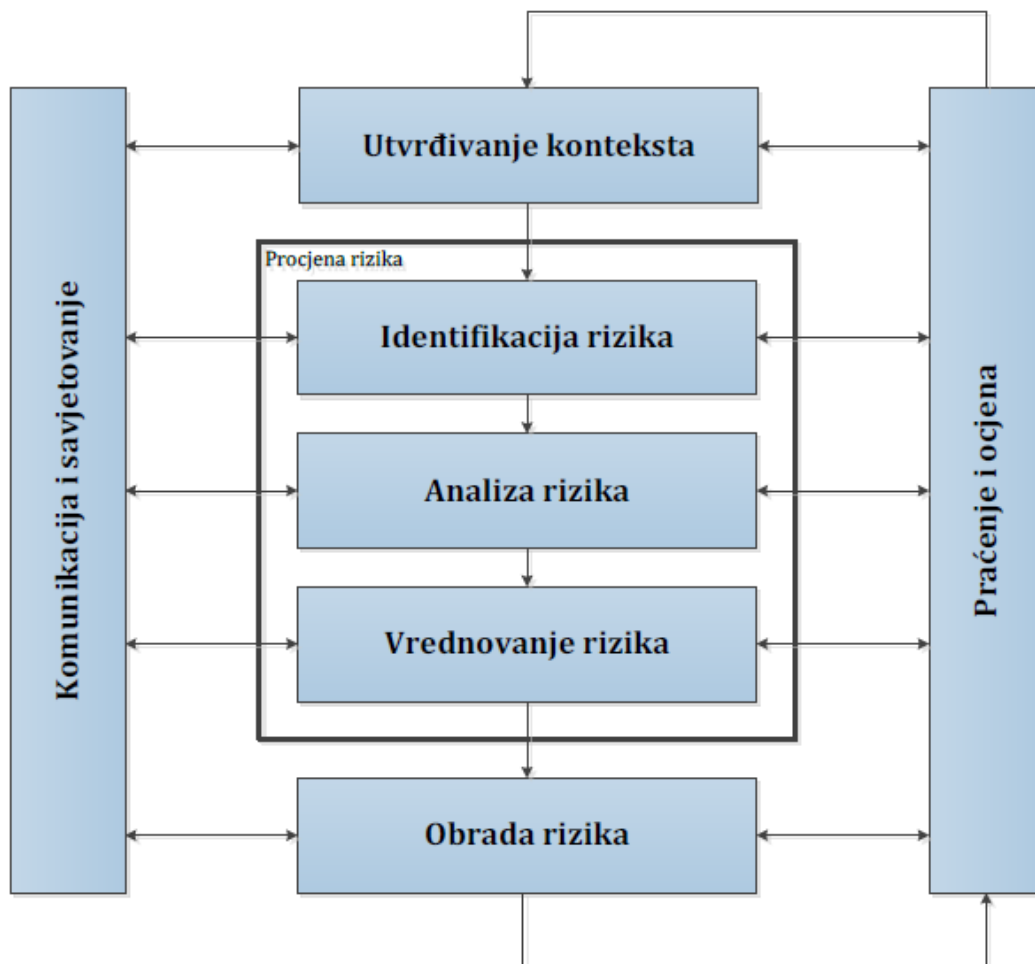 Utvrđivanje konteksta
Procjena rizika
Identifikacija rizika
Analiza rizika
Vrednovanje rizika
Obrada rizika
Komunikacija i savjetovanje
Praćenje i ocjena